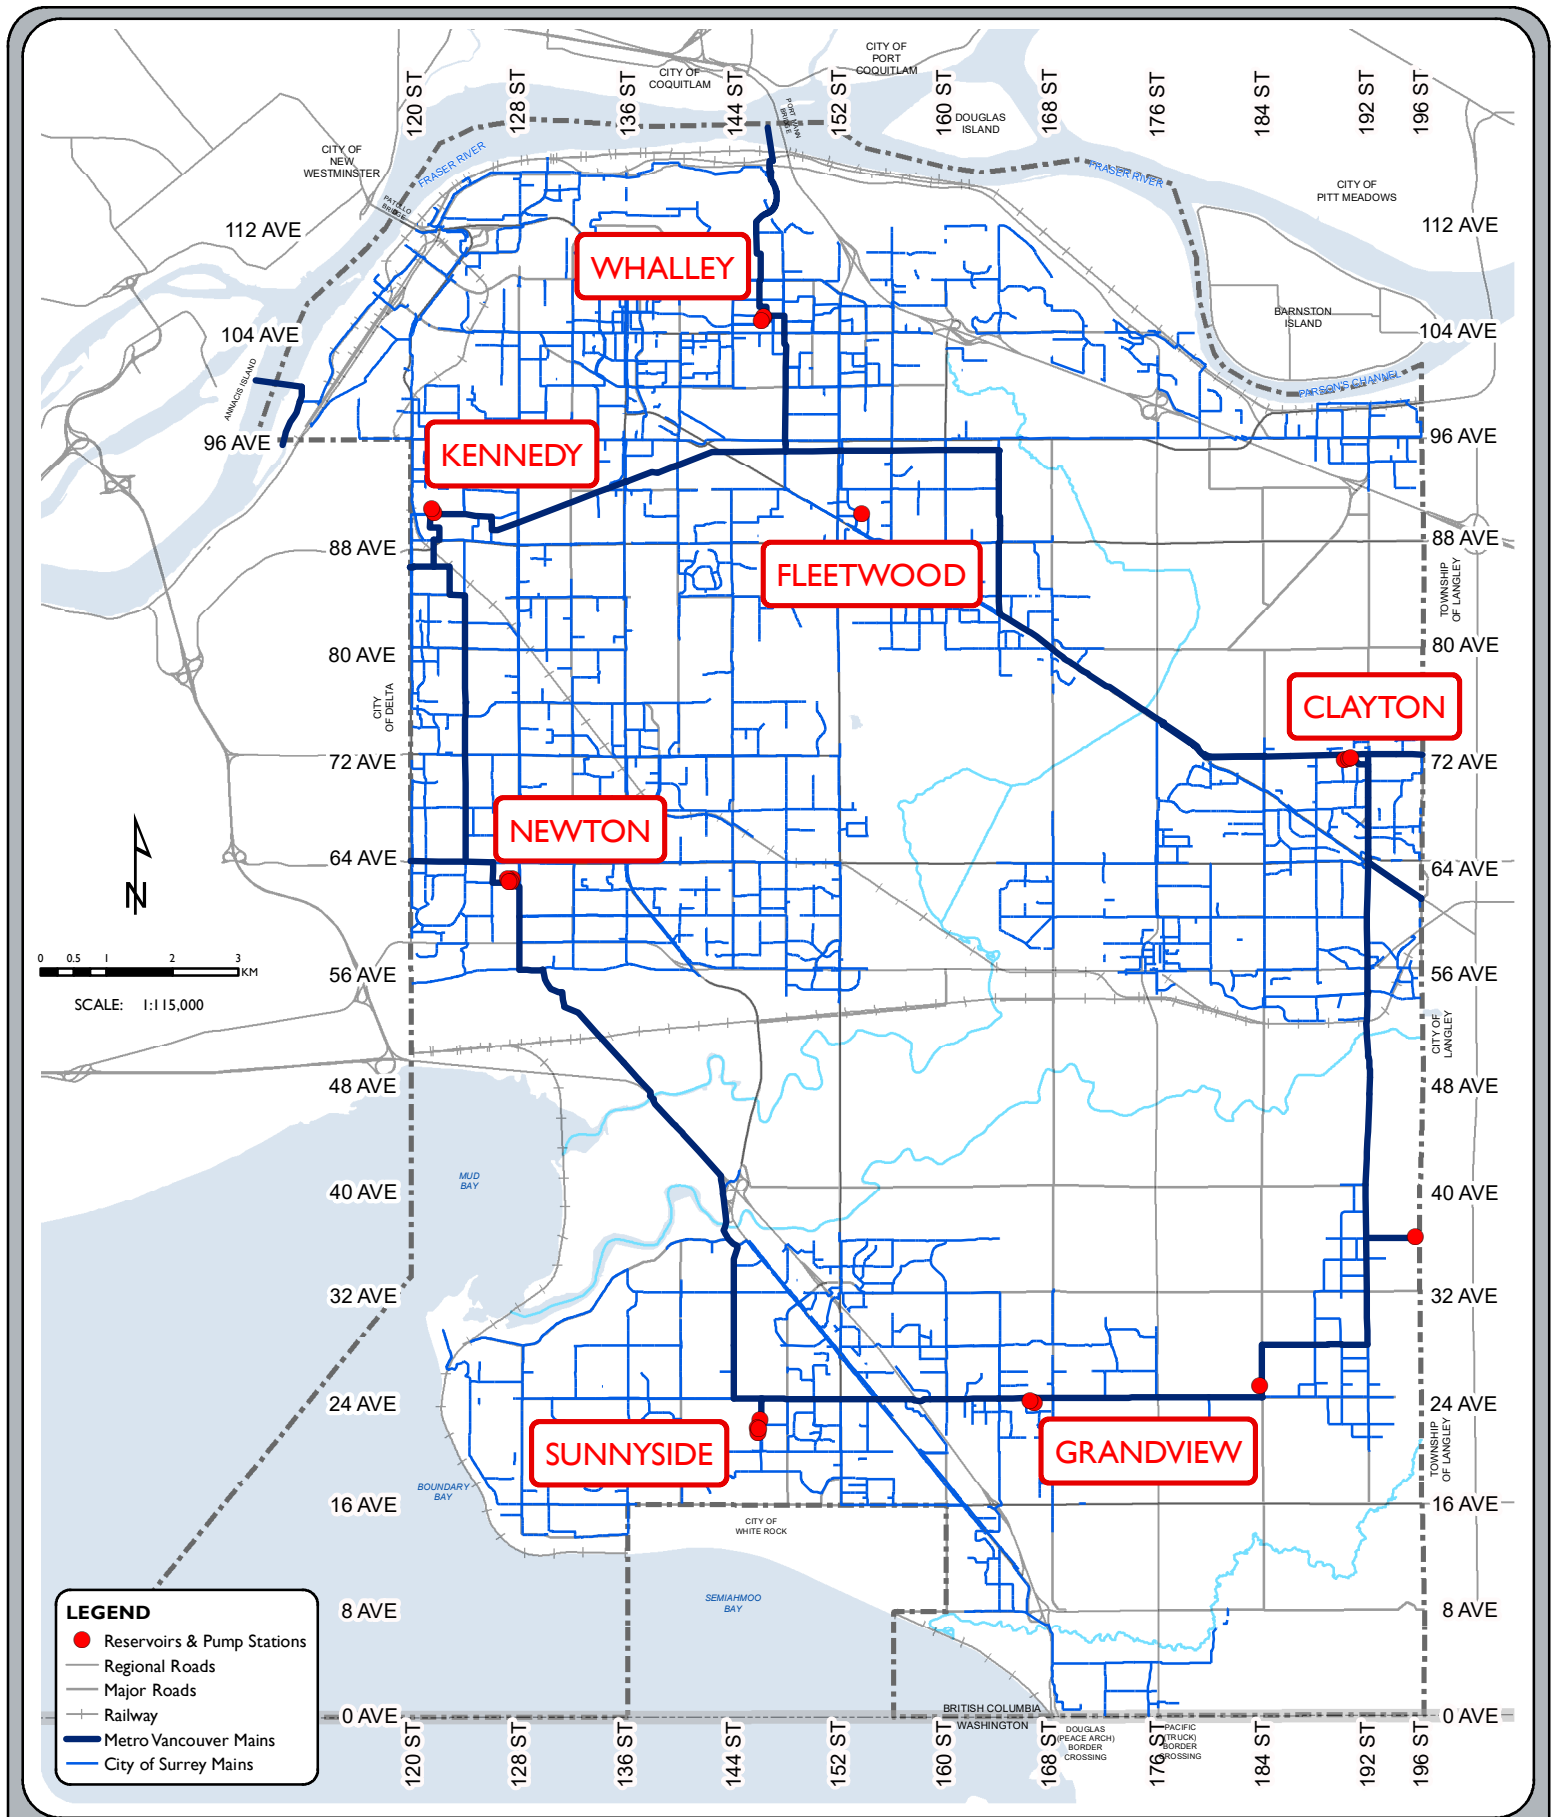 120 ST
128 ST
136 ST
144 ST
152 ST
160 ST
168 ST
176 ST
184 ST
192 ST
196 ST
CITY OF
COQUITLAM
CITY OF
PORT
COQUITLAM
PORT MANN
BRIDGE
DOUGLAS
ISLAND
CITY OF
NEW
WESTMINSTER
FRASER RIVER
FRASER RIVER
CITY OF
PITT MEADOWS
PATULLO
BRIDGE
112 AVE
112 AVE
WHALLEY
BARNSTON
ISLAND
104 AVE
104 AVE
ANNACIS ISLAND
PARSON'S CHANNEL
96 AVE
96 AVE
KENNEDY
88 AVE
88 AVE
FLEETWOOD
TOWNSHIP
OF LANGLEY
80 AVE
80 AVE
CITY
OF DELTA
CLAYTON
72 AVE
72 AVE
NEWTON
64 AVE
64 AVE
N
0 0.5 1 2 3
KM
SCALE: 1:115,000
56 AVE
56 AVE
CITY OF
LANGLEY
48 AVE
48 AVE
MUD
BAY
40 AVE
40 AVE
32 AVE
32 AVE
24 AVE
24 AVE
SUNNYSIDE
GRANDVIEW
TOWNSHIP
OF LANGLEY
BOUNDARY
BAY
16 AVE
16 AVE
CITY OF
WHITE ROCK
SEMIAHMOO
BAY
8 AVE
8 AVE
LEGEND
Reservoirs & Pump Stations
Regional Roads
Major Roads
Railway
Metro Vancouver Mains
City of Surrey Mains
0 AVE
0 AVE
BRITISH COLUMBIA
WASHINGTON
DOUGLAS
(PEACE ARCH)
BORDER
CROSSING
PACIFIC
(TRUCK)
BORDER
CROSSING
120 ST
128 ST
136 ST
144 ST
152 ST
160 ST
168 ST
176 ST
184 ST
192 ST
196 ST